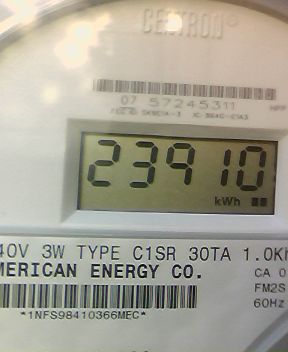 CENTRON®
07 57245311
23910
kWh
40V 3W TYPE C1SR 30TA 1.0Kh
MERICAN ENERGY CO.
CA 0
FM2S
60Hz
*1NFS98410366MEC*